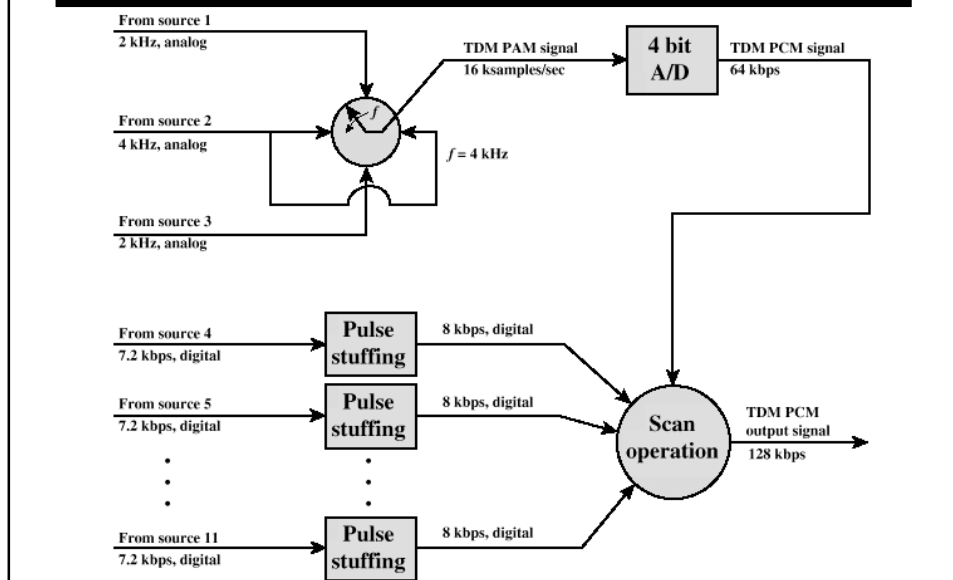 From source 1
2 kHz, analog
TDM PAM signal
16 ksamples/sec
4 bit
A/D
TDM PCM signal
64 kbps
f
From source 2
4 kHz, analog
f = 4 kHz
From source 3
2 kHz, analog
From source 4
7.2 kbps, digital
Pulse
stuffing
8 kbps, digital
From source 5
7.2 kbps, digital
Pulse
stuffing
8 kbps, digital
Scan
operation
TDM PCM
output signal
128 kbps
From source 11
7.2 kbps, digital
Pulse
stuffing
8 kbps, digital